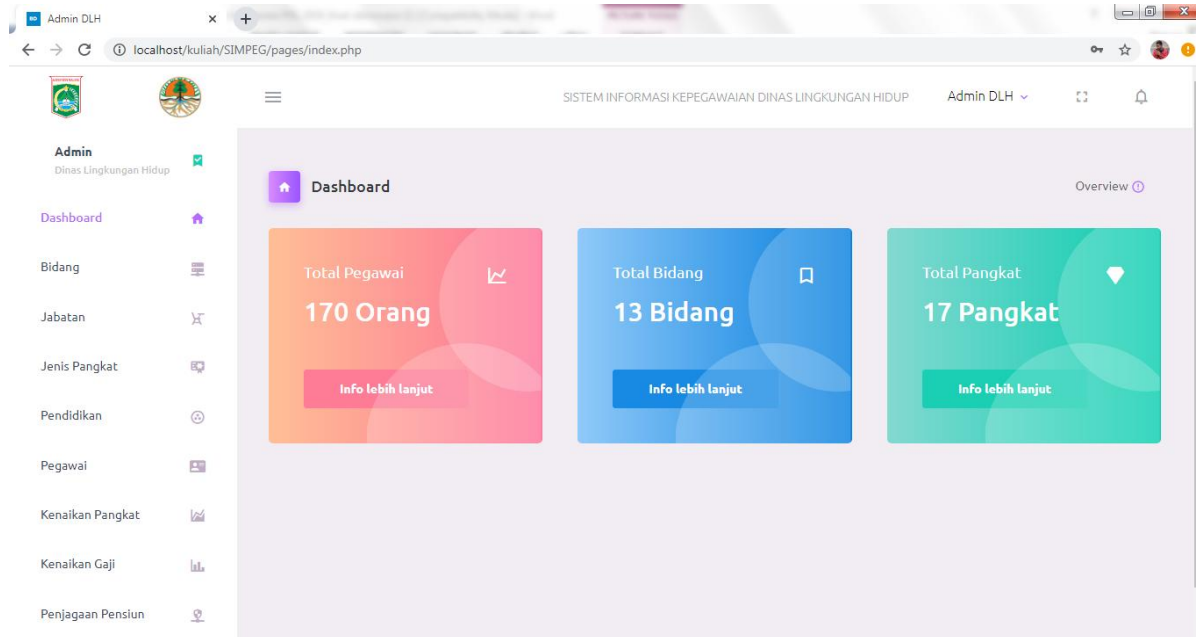 Admin DLH
localhost/kuliah/SIMPEG/pages/index.php
SISTEM INFORMASI KEPEGAWAIAN DINAS LINGKUNGAN HIDUP
Admin DLH
Admin
Dinas Lingkungan Hidup
Dashboard
Bidang
Jabatan
Jenis Pangkat
Pendidikan
Pegawai
Kenaikan Pangkat
Kenaikan Gaji
Penjagaan Pensiun
Dashboard
Overview
Total Pegawai
170 Orang
Info lebih lanjut
Total Bidang
13 Bidang
Info lebih lanjut
Total Pangkat
17 Pangkat
Info lebih lanjut